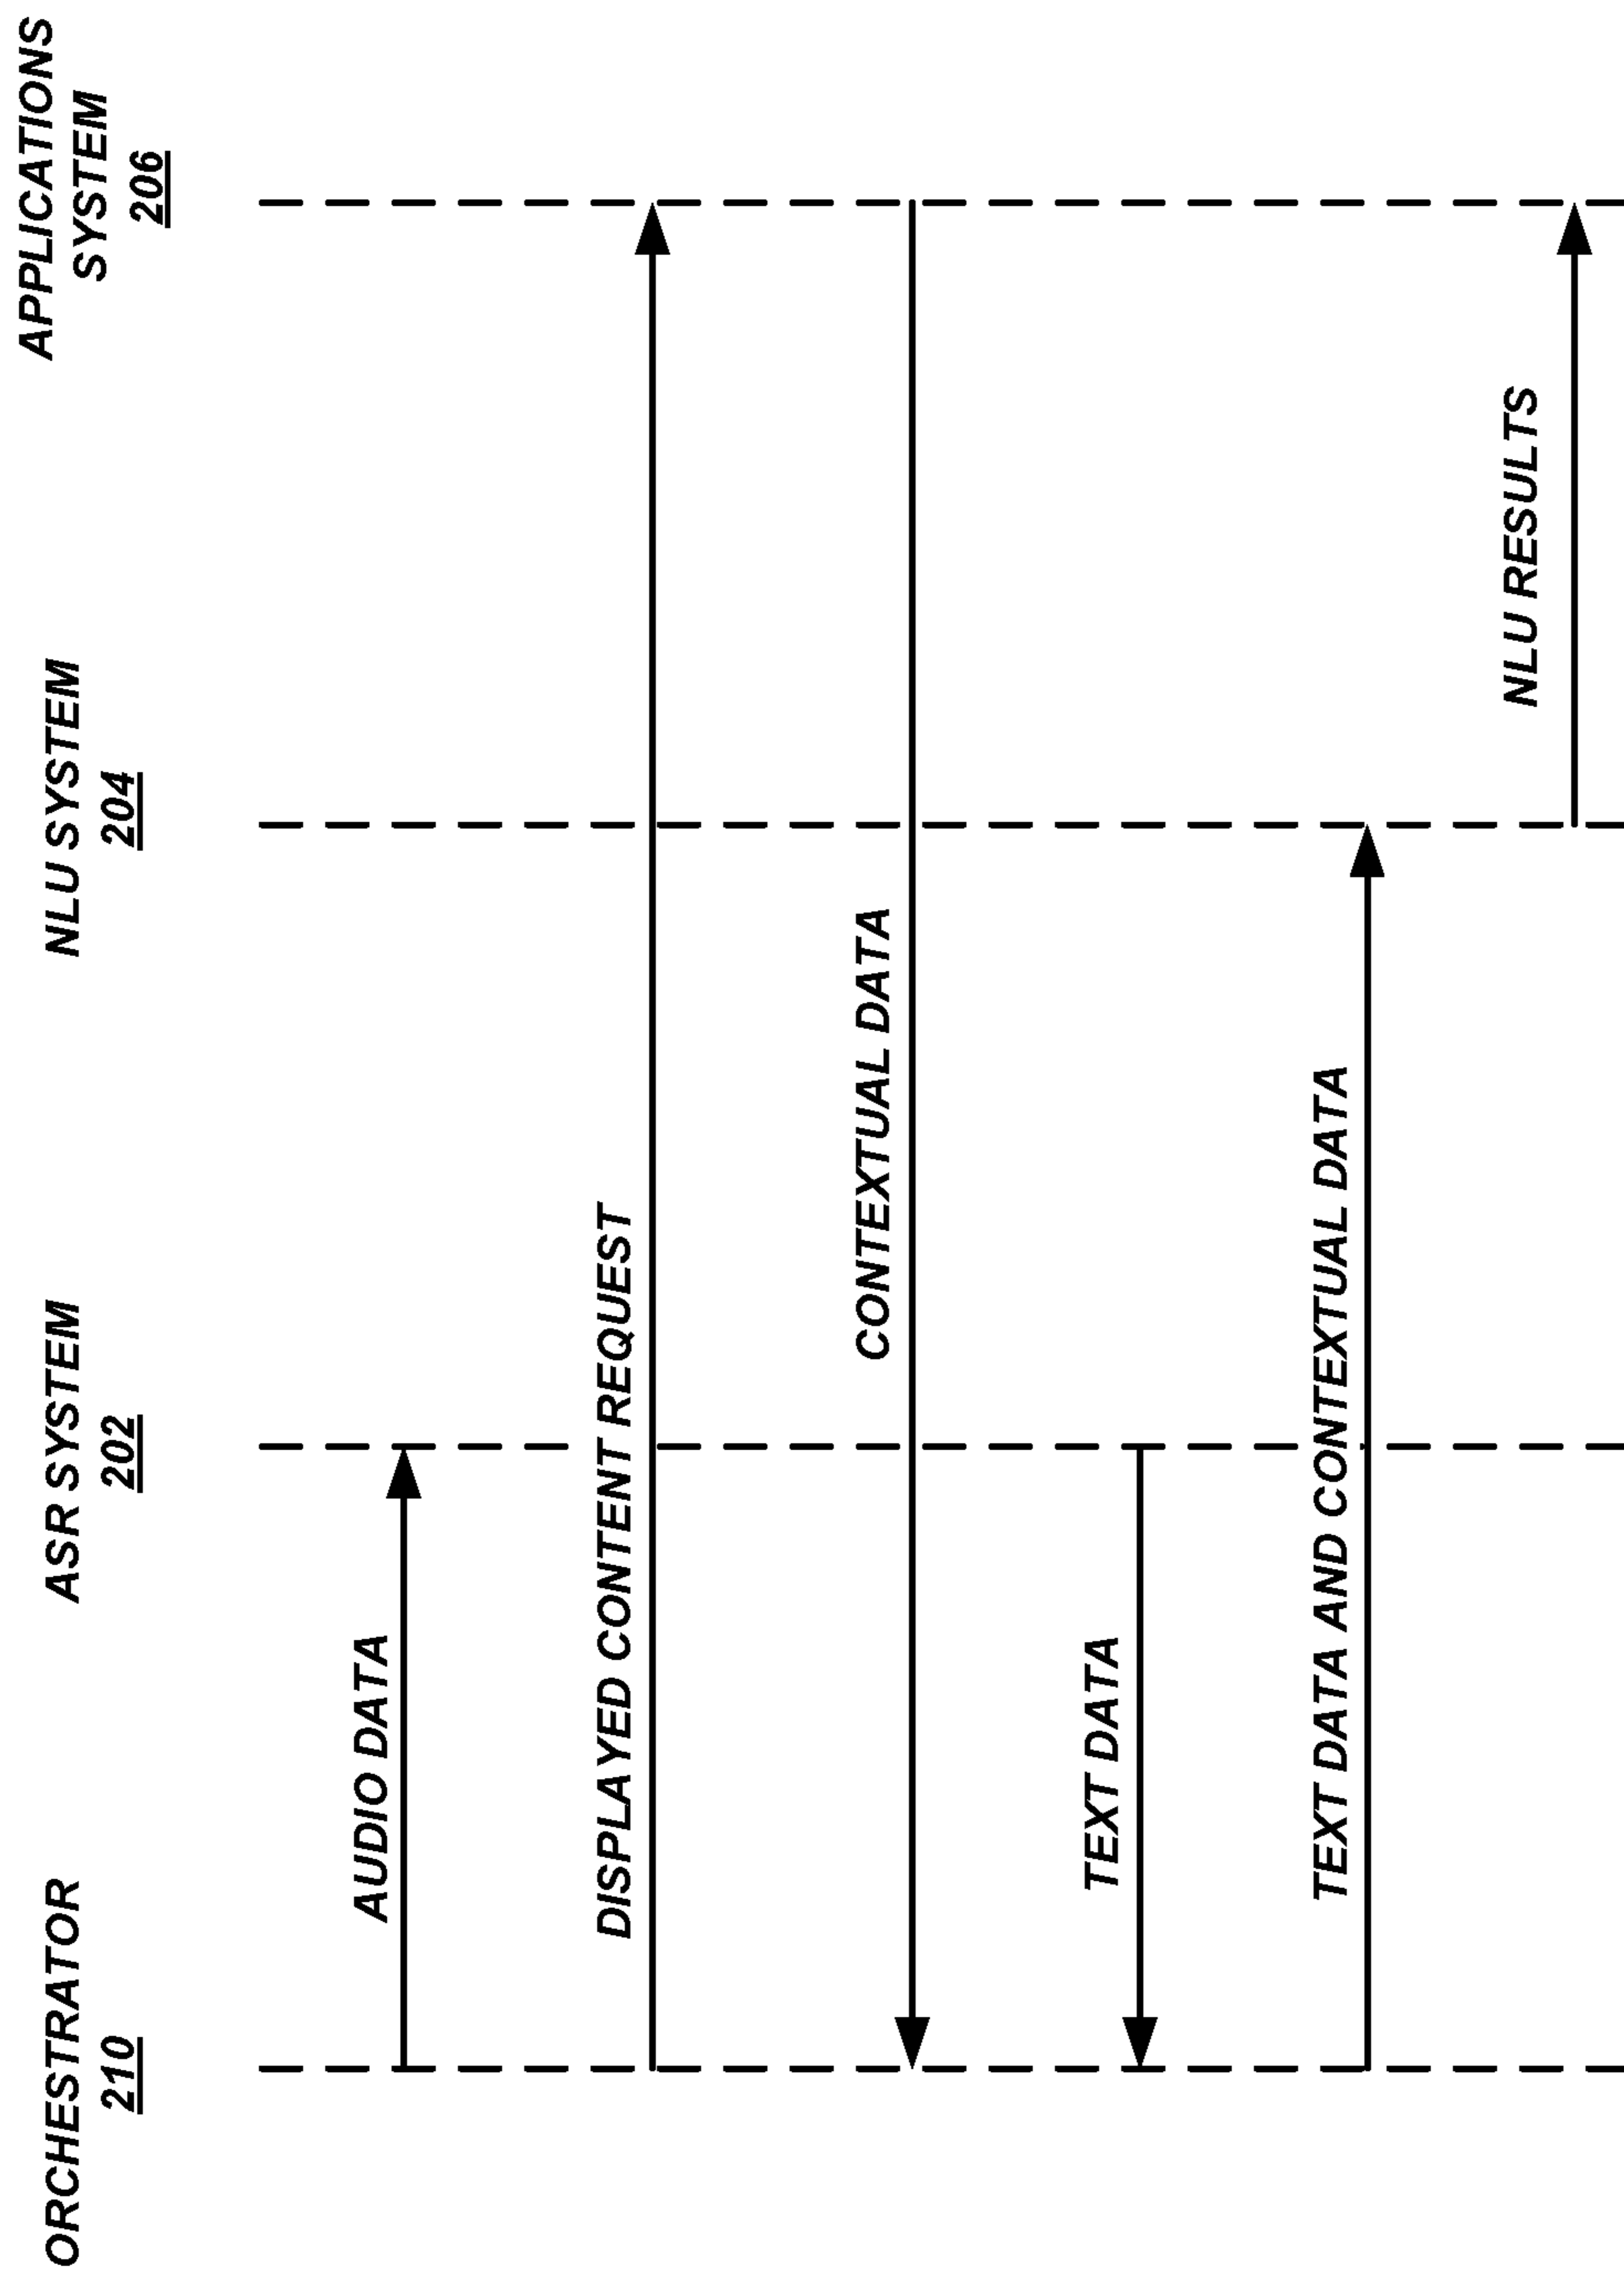 ORCHESTRATOR
210
ASR SYSTEM
202
NLU SYSTEM
204
APPLICATIONS
SYSTEM
206
AUDIO DATA
DISPLAYED CONTENT REQUEST
CONTEXTUAL DATA
TEXT DATA
TEXT DATA AND CONTEXTUAL DATA
NLU RESULTS